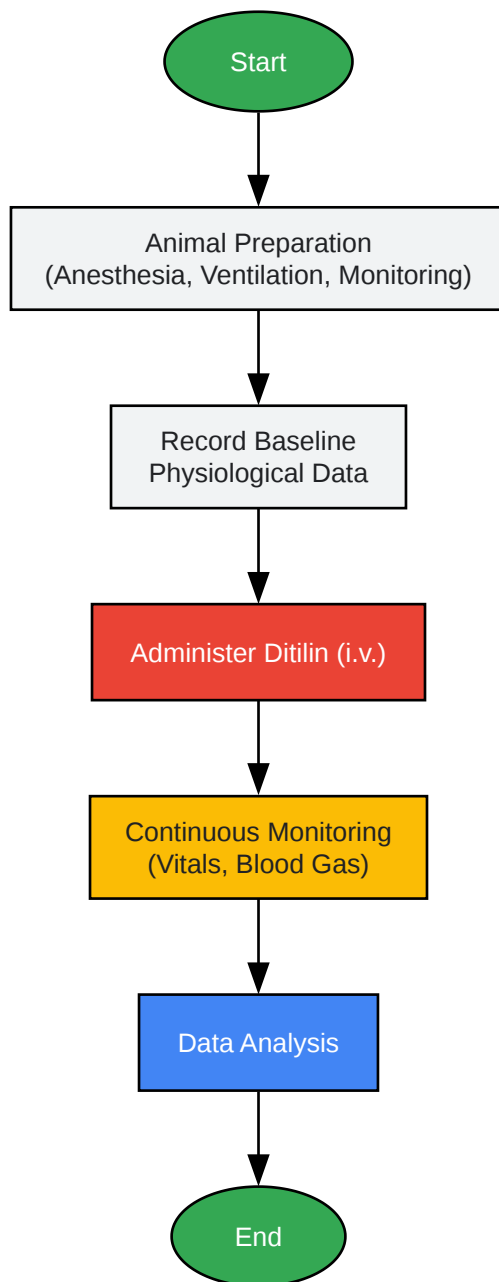 Start
Animal Preparation
(Anesthesia, Ventilation, Monitoring)
Record Baseline
Physiological Data
Administer Ditilin (i.v.)
Continuous Monitoring
(Vitals, Blood Gas)
Data Analysis
End